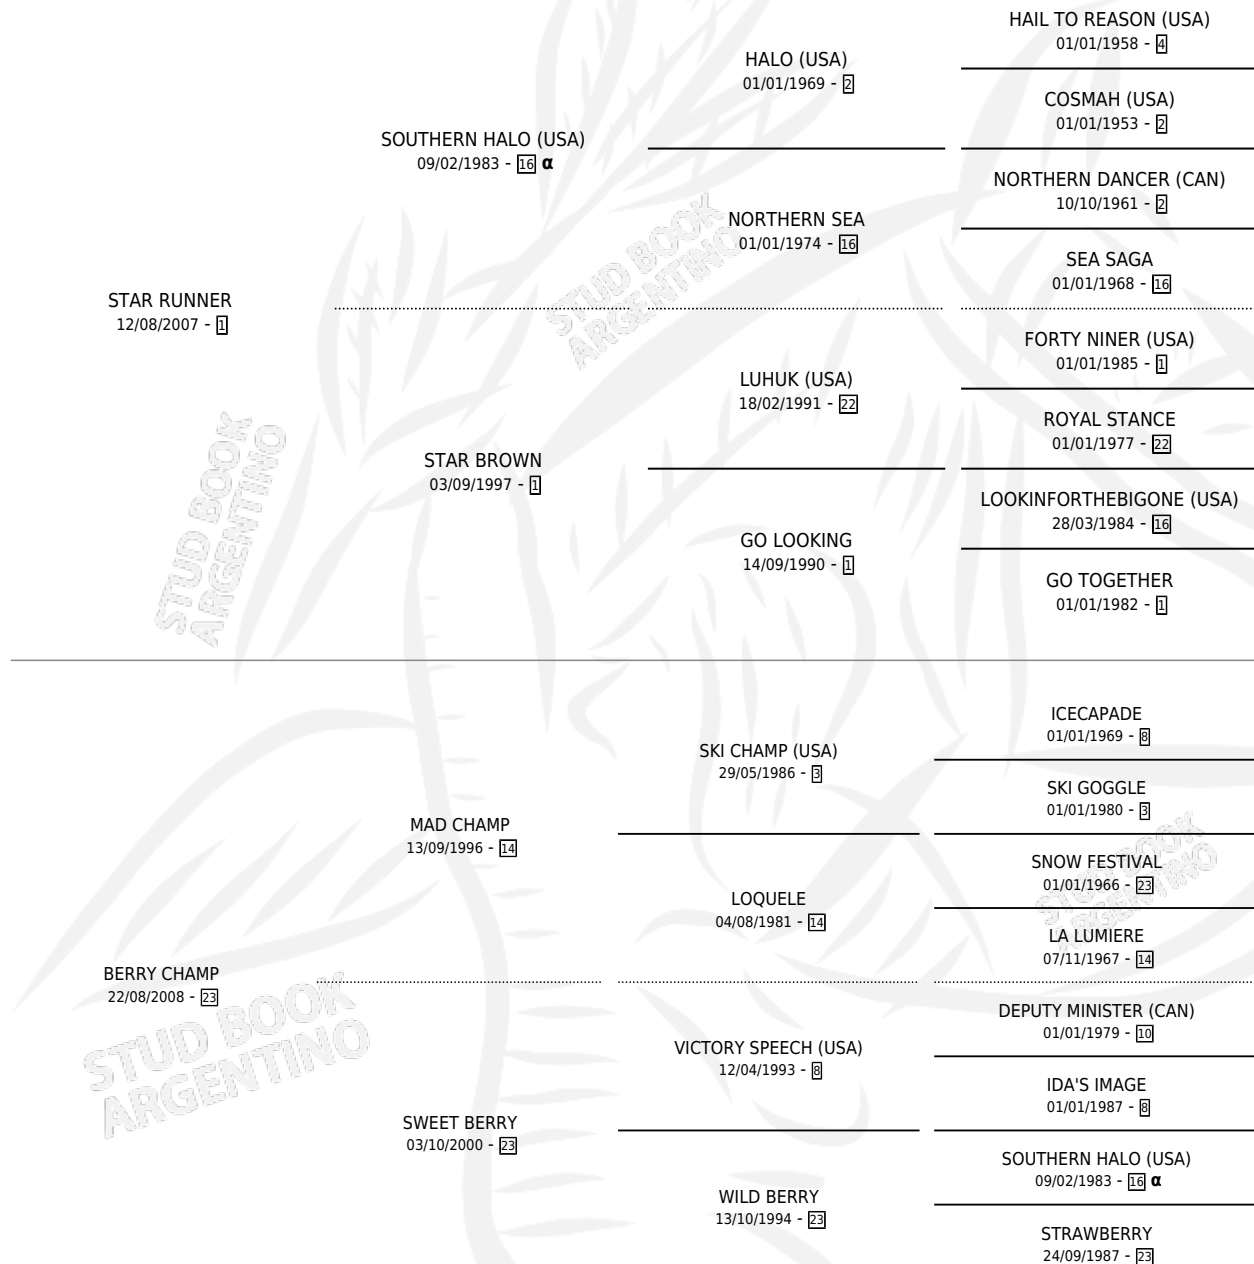 HAIL TO REASON (USA)
01/01/1958 - 4
HALO (USA)
01/01/1969 - 2
COSMAH (USA)
01/01/1953 - 2
SOUTHERN HALO (USA)
09/02/1983 - 16 α
NORTHERN DANCER (CAN)
10/10/1961 - 2
NORTHERN SEA
01/01/1974 - 16
SEA SAGA
01/01/1968 - 16
STAR RUNNER
12/08/2007 - 1
FORTY NINER (USA)
01/01/1985 - 1
LUHUK (USA)
18/02/1991 - 22
ROYAL STANCE
01/01/1977 - 22
STAR BROWN
03/09/1997 - 1
LOOKINFORTHEBIGONE (USA)
28/03/1984 - 16
GO LOOKING
14/09/1990 - 1
GO TOGETHER
01/01/1982 - 1
ICECAPADE
01/01/1969 - 8
SKI CHAMP (USA)
29/05/1986 - 3
SKI GOGGLE
01/01/1980 - 3
MAD CHAMP
13/09/1996 - 14
SNOW FESTIVAL
01/01/1966 - 23
LOQUELE
04/08/1981 - 14
LA LUMIERE
07/11/1967 - 14
BERRY CHAMP
22/08/2008 - 23
DEPUTY MINISTER (CAN)
01/01/1979 - 10
VICTORY SPEECH (USA)
12/04/1993 - 8
IDA'S IMAGE
01/01/1987 - 8
SWEET BERRY
03/10/2000 - 23
SOUTHERN HALO (USA)
09/02/1983 - 16 α
WILD BERRY
13/10/1994 - 23
STRAWBERRY
24/09/1987 - 23
STUD BOOK
ARGENTINO
STUD BOOK
ARGENTINO
STUD BOOK
ARGENTINO
STUD BOOK
ARGENTINO